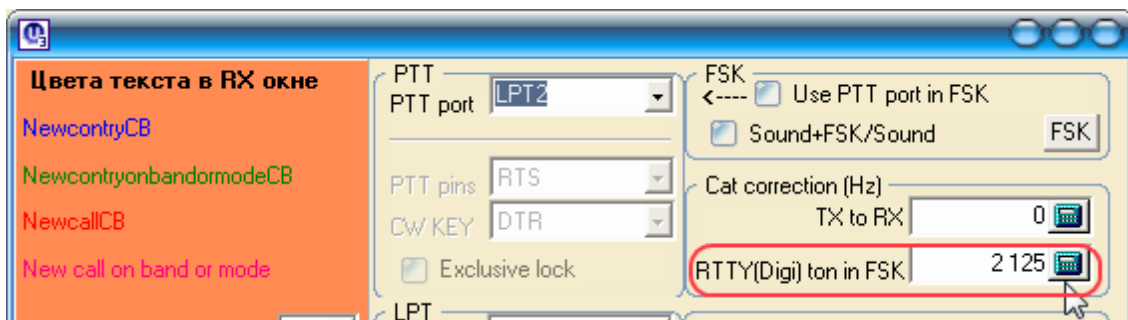 Цвета текста в RX окне
NewcontryCB
NewcontryonbandormodeCB
NewcallCB
New call on band or mode
PTT
PTT port LPT2
PTT pins RTS
CW KEY DTR
Exclusive lock
LPT
FSK
<---- Use PTT port in FSK
Sound+FSK/Sound FSK
Cat correction (Hz)
TX to RX 0
RTTY(Digi) ton in FSK 2 125